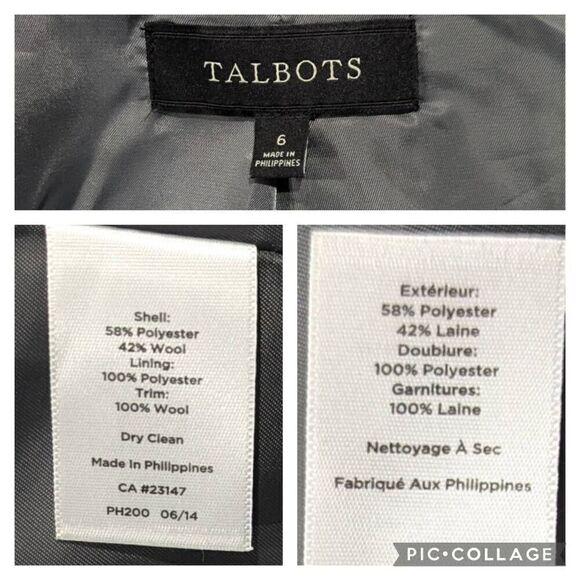 TALBOTS
6
MADE IN
PHILIPPINES
Shell:
58% Polyester
42% Wool
Lining:
100% Polyester
Trim:
100% Wool
Dry Clean
Made In Philippines
CA #23147
PH200 06/14
Extérieur:
58% Polyester
42% Laine
Doublure:
100% Polyester
Garnitures:
100% Laine
Nettoyage À Sec
Fabriqué Aux Philippines
PIC•COLLAGE